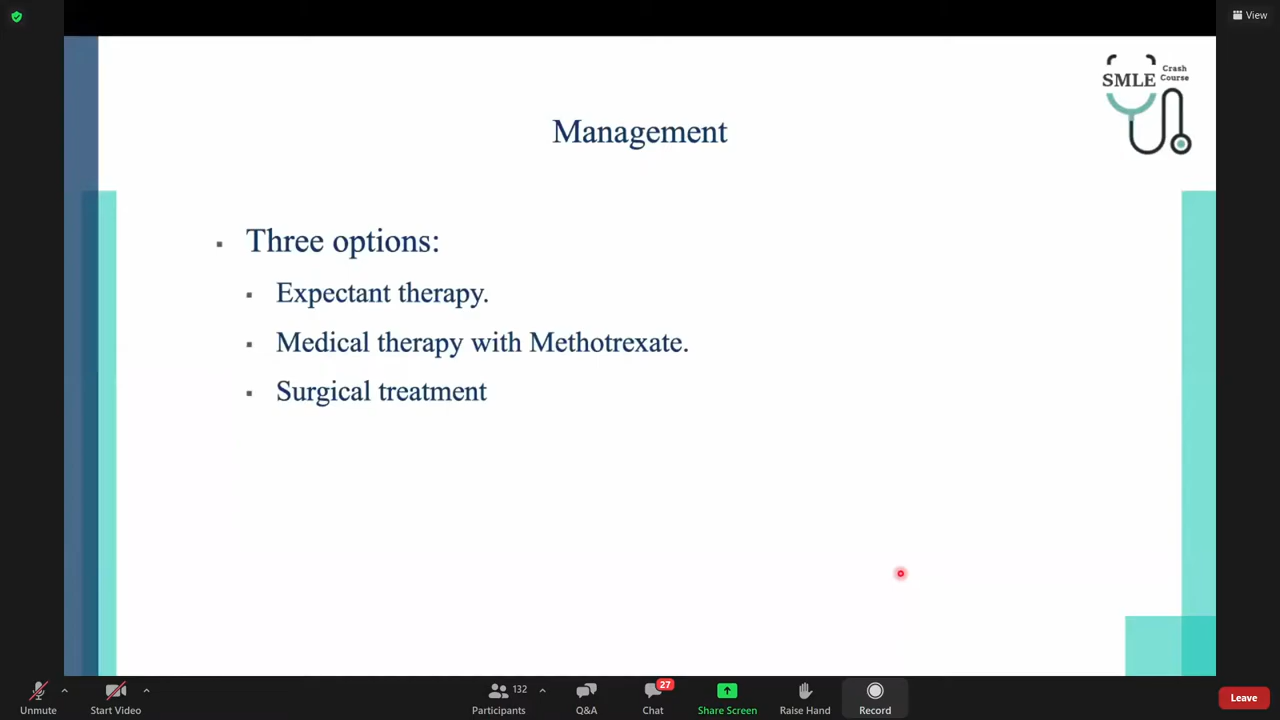 View
SMLE Crash Course
Management
Three options:
Expectant therapy.
Medical therapy with Methotrexate.
Surgical treatment
Unmute
Start Video
132
Participants
Q&A
27
Chat
Share Screen
Raise Hand
Record
Leave